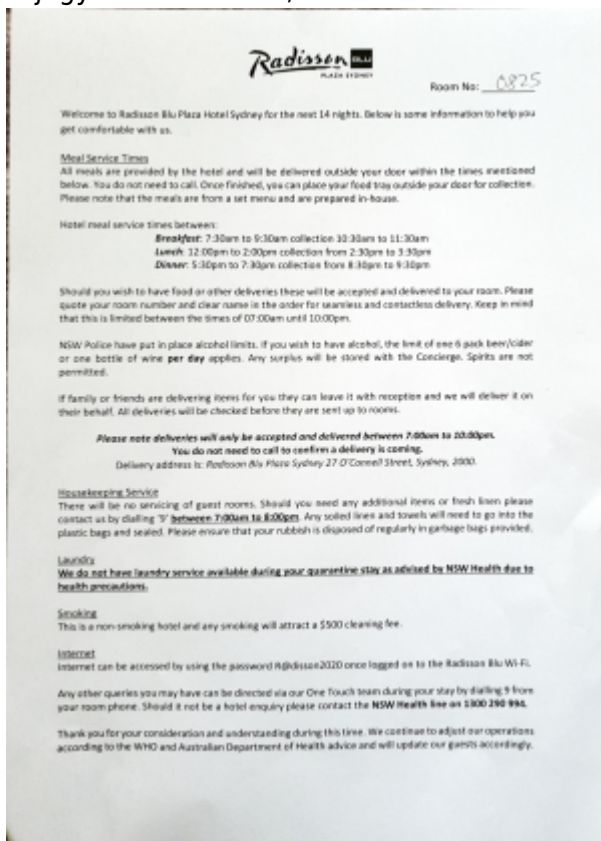 Radisson BLU
PLAZA SYDNEY
Room No: 0825
Welcome to Radisson Blu Plaza Hotel Sydney for the next 14 nights. Below is some information to help you
get comfortable with us.
Meal Service Times
All meals are provided by the hotel and will be delivered outside your door within the times mentioned
below. You do not need to call. Once finished, you can place your food tray outside your door for collection.
Please note that the meals are from a set menu and are prepared in-house.
Hotel meal service times between:
Breakfast: 7:30am to 9:30am collection 10:30am to 11:30am
Lunch: 12:00pm to 2:00pm collection from 2:30pm to 3:30pm
Dinner: 5:30pm to 7:30pm collection from 8:30pm to 9:30pm
Should you wish to have food or other deliveries these will be accepted and delivered to your room. Please
quote your room number and clear name in the order for seamless and contactless delivery. Keep in mind
that this is limited between the times of 07:00am until 10:00pm.
NSW Police have put in place alcohol limits. If you wish to have alcohol, the limit of one 6 pack beer/cider
or one bottle of wine per day applies. Any surplus will be stored with the Concierge. Spirits are not
permitted.
If family or friends are delivering items for you they can leave it with reception and we will deliver it on
their behalf. All deliveries will be checked before they are sent up to rooms.
Please note deliveries will only be accepted and delivered between 7:00am to 10:00pm.
You do not need to call to confirm a delivery is coming.
Delivery address is: Radisson Blu Plaza Sydney 27 O'Connell Street, Sydney, 2000.
Housekeeping Service
There will be no servicing of guest rooms. Should you need any additional items or fresh linen please
contact us by dialling '9' between 7:00am to 8:00pm. Any soiled linen and towels will need to go into the
plastic bags and sealed. Please ensure that your rubbish is disposed of regularly in garbage bags provided.
Laundry
We do not have laundry service available during your quarantine stay as advised by NSW Health due to
health precautions.
Smoking
This is a non-smoking hotel and any smoking will attract a $500 cleaning fee.
Internet
Internet can be accessed by using the password R@disson2020 once logged on to the Radisson Blu Wi-Fi.
Any other queries you may have can be directed via our One Touch team during your stay by dialling 9 from
your room phone. Should it not be a hotel enquiry please contact the NSW Health line on 1300 290 994.
Thank you for your consideration and understanding during this time. We continue to adjust our operations
according to the WHO and Australian Department of Health advice and will update our guests accordingly.